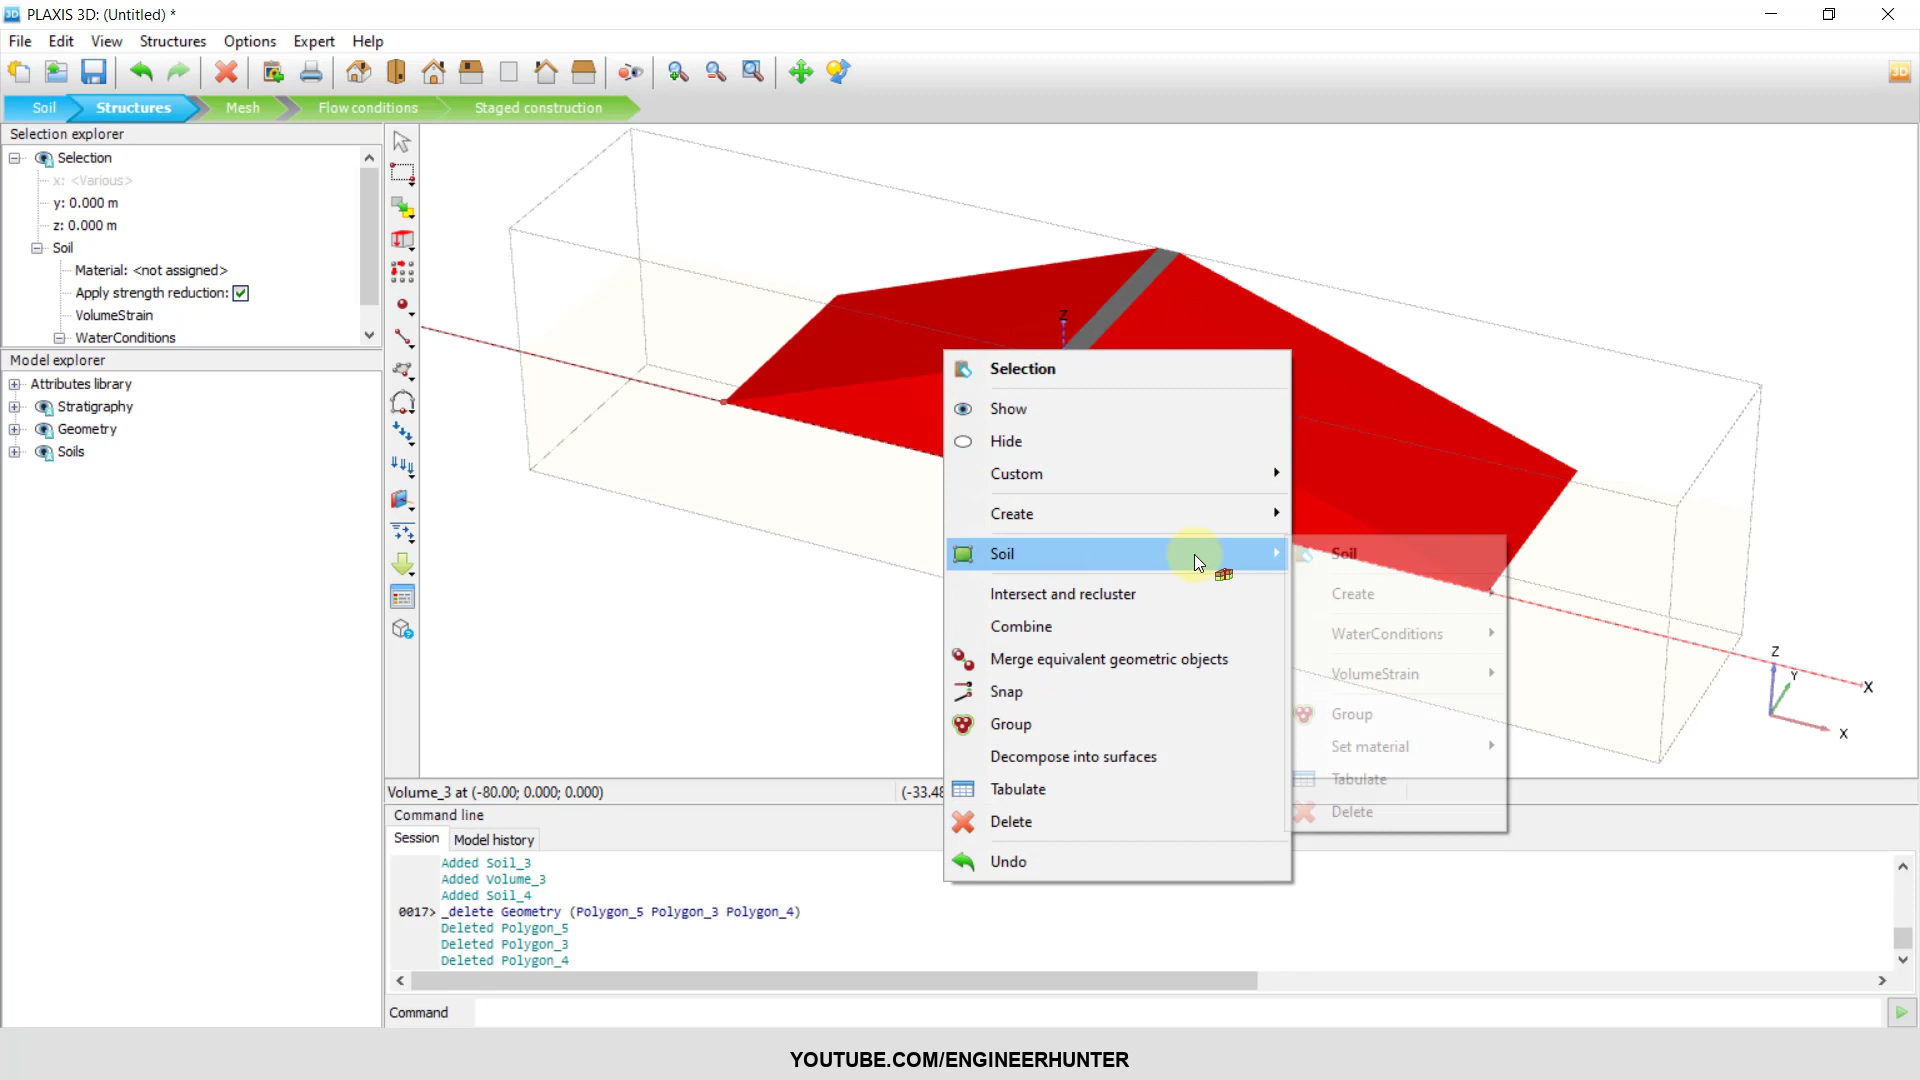 3D PLAXIS 3D: (Untitled) *
File Edit View Structures Options Expert Help
3D
Soil Structures Mesh Flow conditions Staged construction
Selection explorer
Selection
x: <Various>
y: 0.000 m
z: 0.000 m
Soil
Material: <not assigned>
Apply strength reduction:
VolumeStrain
WaterConditions
Model explorer
Attributes library
Stratigraphy
Geometry
Soils
Z
Selection
Show
Hide
Custom
Create
Soil
Intersect and recluster
Combine
Merge equivalent geometric objects
Snap
Group
Decompose into surfaces
Tabulate
Delete
Undo
Soil
Create
WaterConditions
VolumeStrain
Group
Set material
Tabulate
Delete
Z
Y
X
X
Volume_3 at (-80.00; 0.000; 0.000)
(-33.48
Command line
Session Model history
Added Soil_3
Added Volume_3
Added Soil_4
0017> _delete Geometry (Polygon_5 Polygon_3 Polygon_4)
Deleted Polygon_5
Deleted Polygon_3
Deleted Polygon_4
Command
YOUTUBE.COM/ENGINEERHUNTER